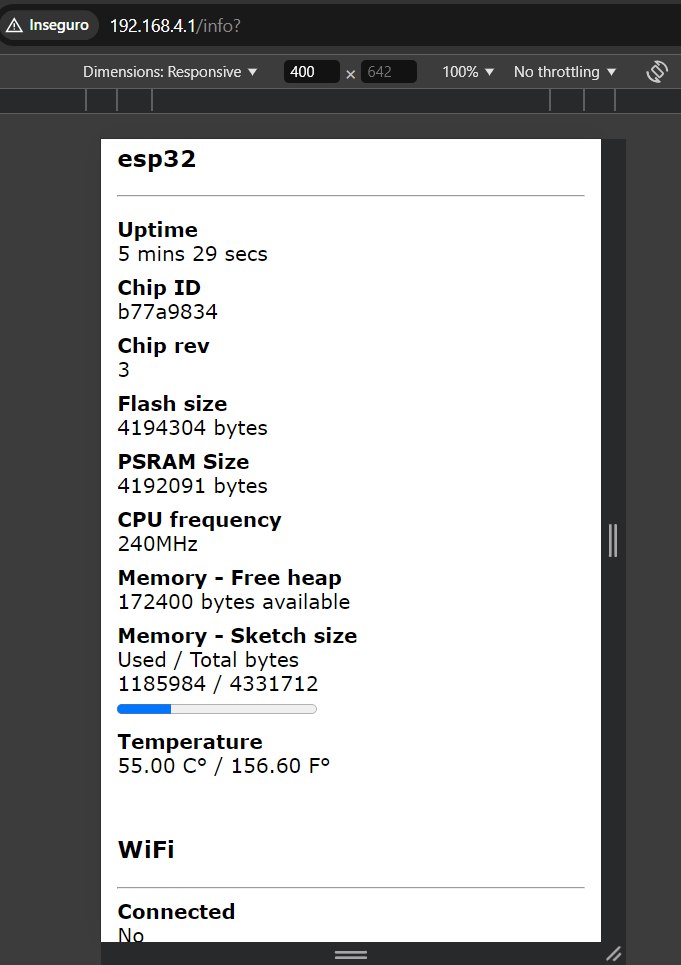 Inseguro 192.168.4.1/info?
Dimensions: Responsive 400 × 642 100% No throttling
esp32
Uptime
5 mins 29 secs
Chip ID
b77a9834
Chip rev
3
Flash size
4194304 bytes
PSRAM Size
4192091 bytes
CPU frequency
240MHz
Memory - Free heap
172400 bytes available
Memory - Sketch size
Used / Total bytes
1185984 / 4331712
Temperature
55.00 C° / 156.60 F°
WiFi
Connected
No